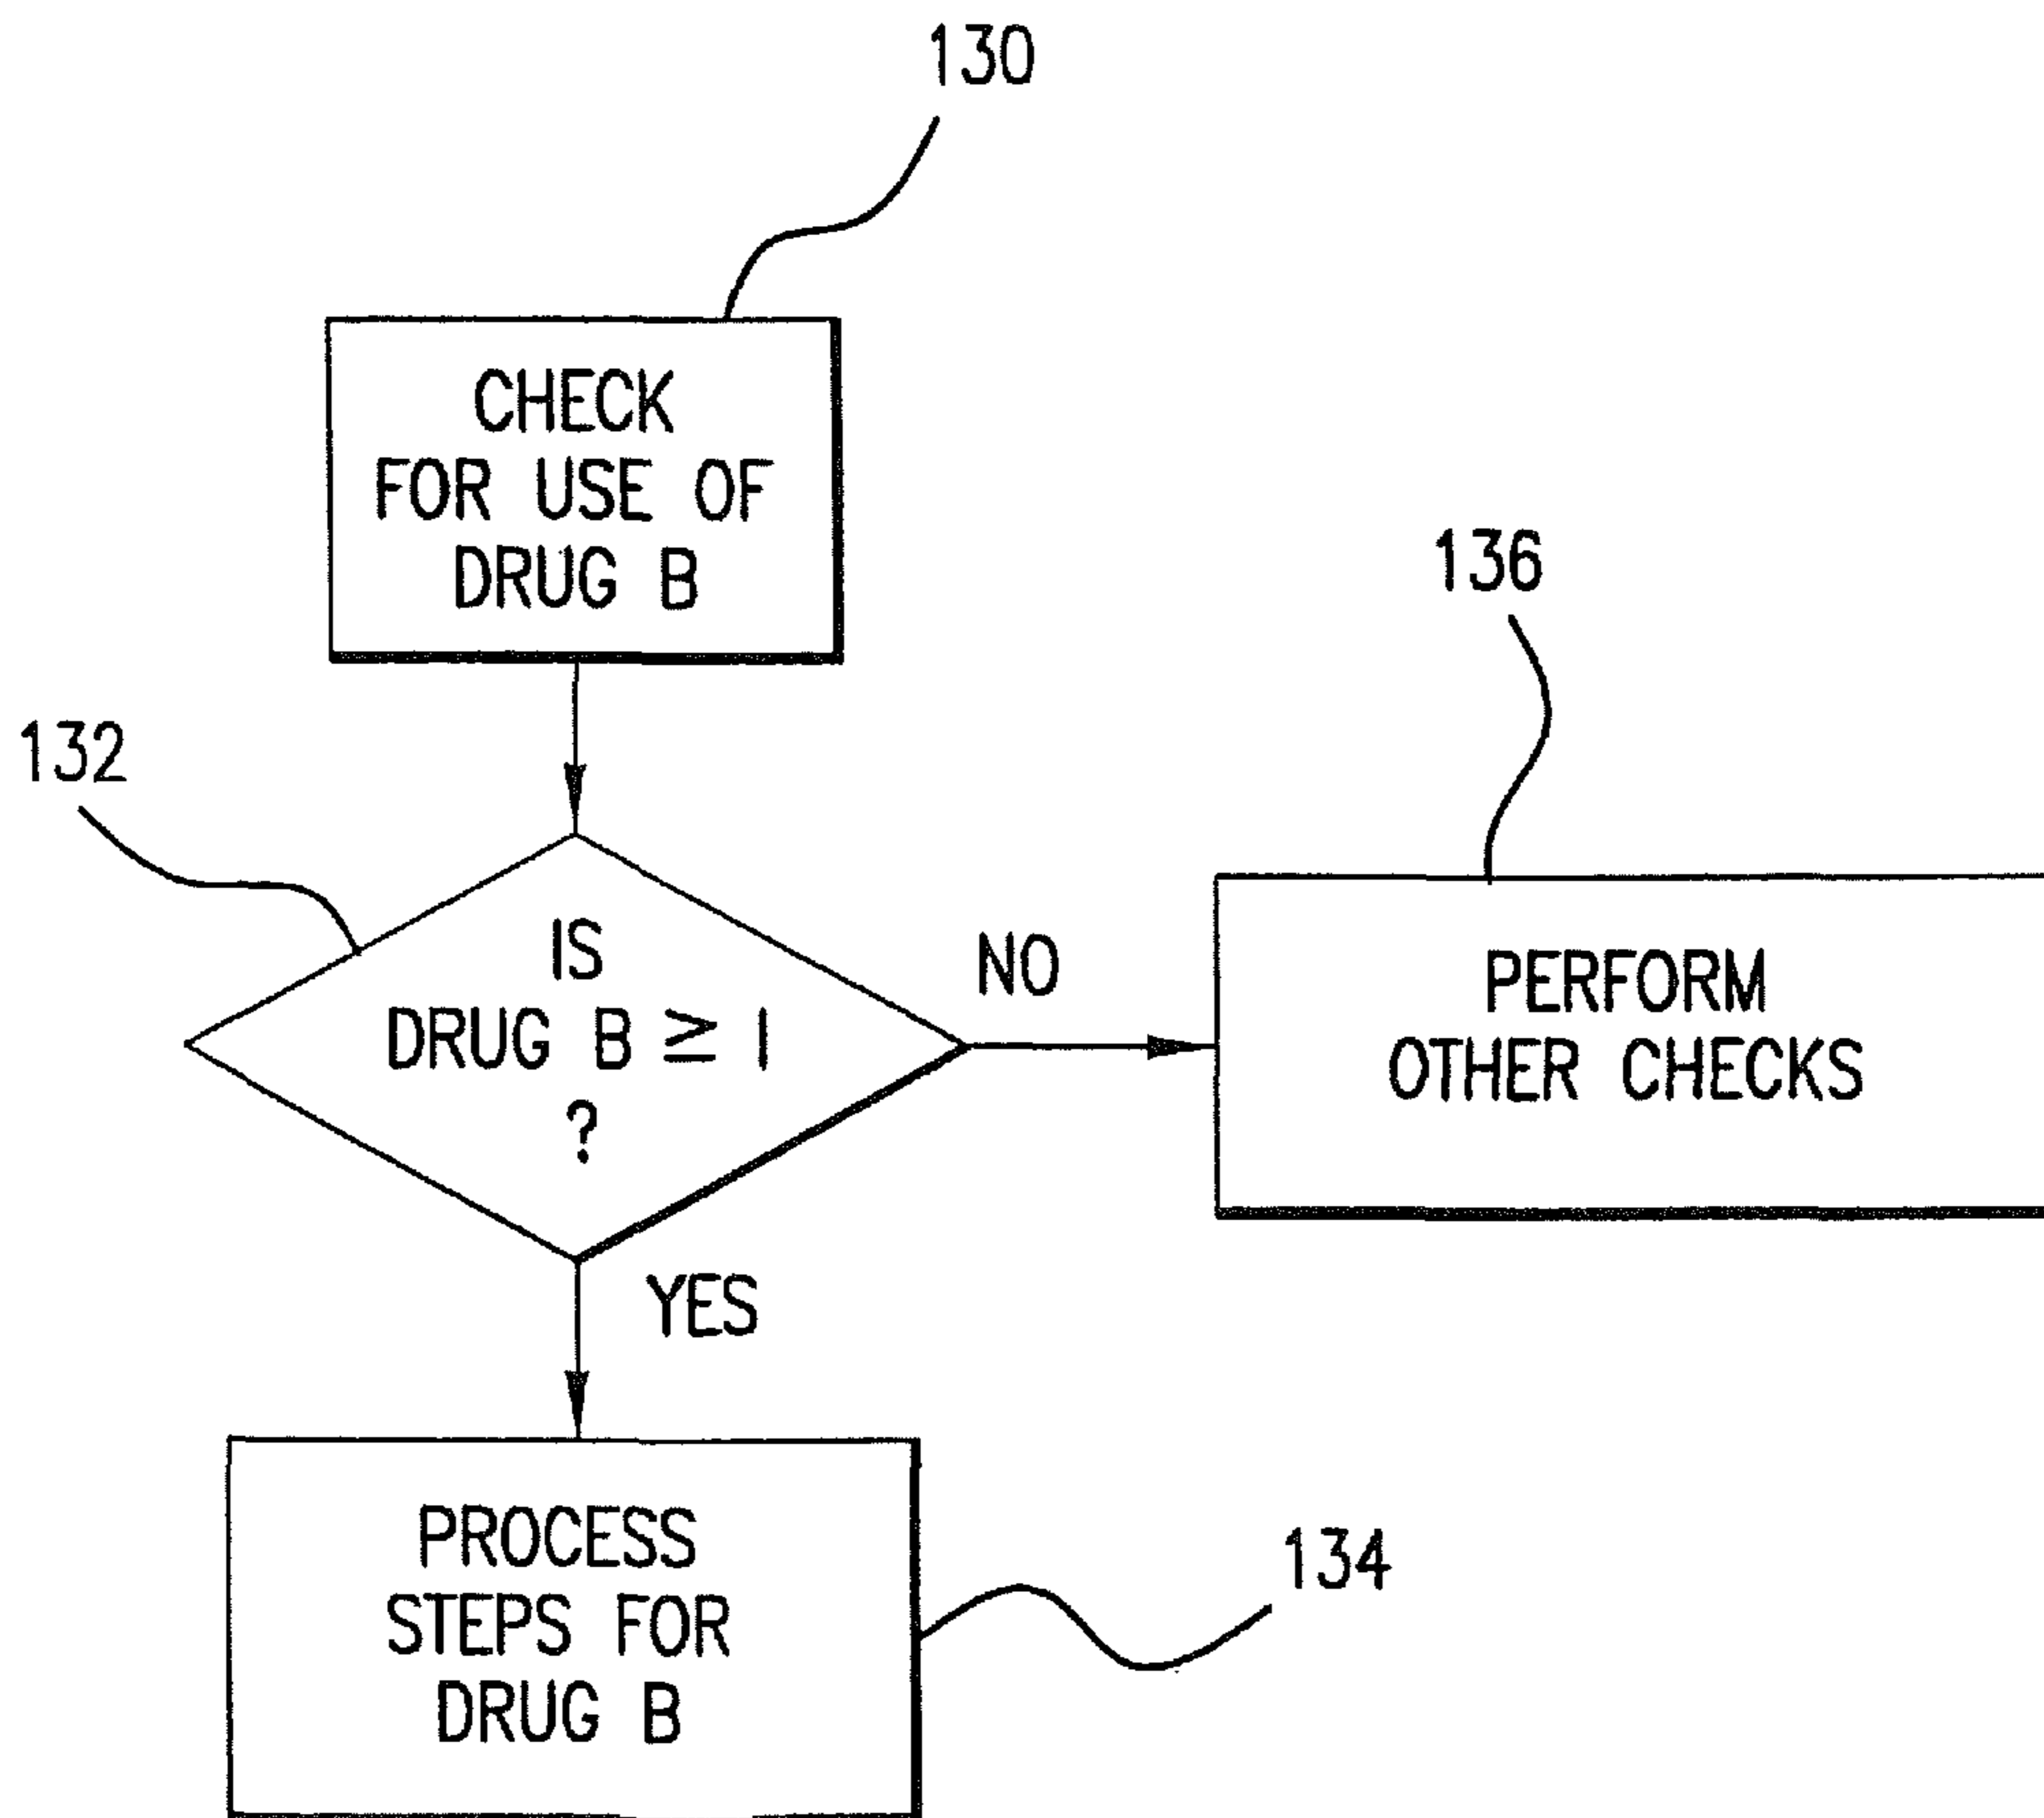 130
CHECK
FOR USE OF
DRUG B
136
132
IS
DRUG B ≥ 1
?
NO
PERFORM
OTHER CHECKS
YES
PROCESS
STEPS FOR
DRUG B
134